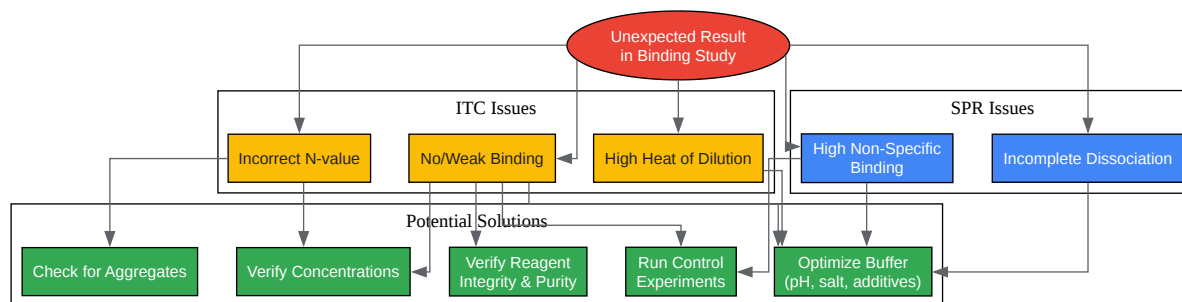 Unexpected Result
in Binding Study
ITC Issues
SPR Issues
Incorrect N-value
No/Weak Binding
High Heat of Dilution
High Non-Specific
Binding
Incomplete Dissociation
Potential Solutions
Check for Aggregates
Verify Concentrations
Verify Reagent
Integrity & Purity
Run Control
Experiments
Optimize Buffer
(pH, salt, additives)